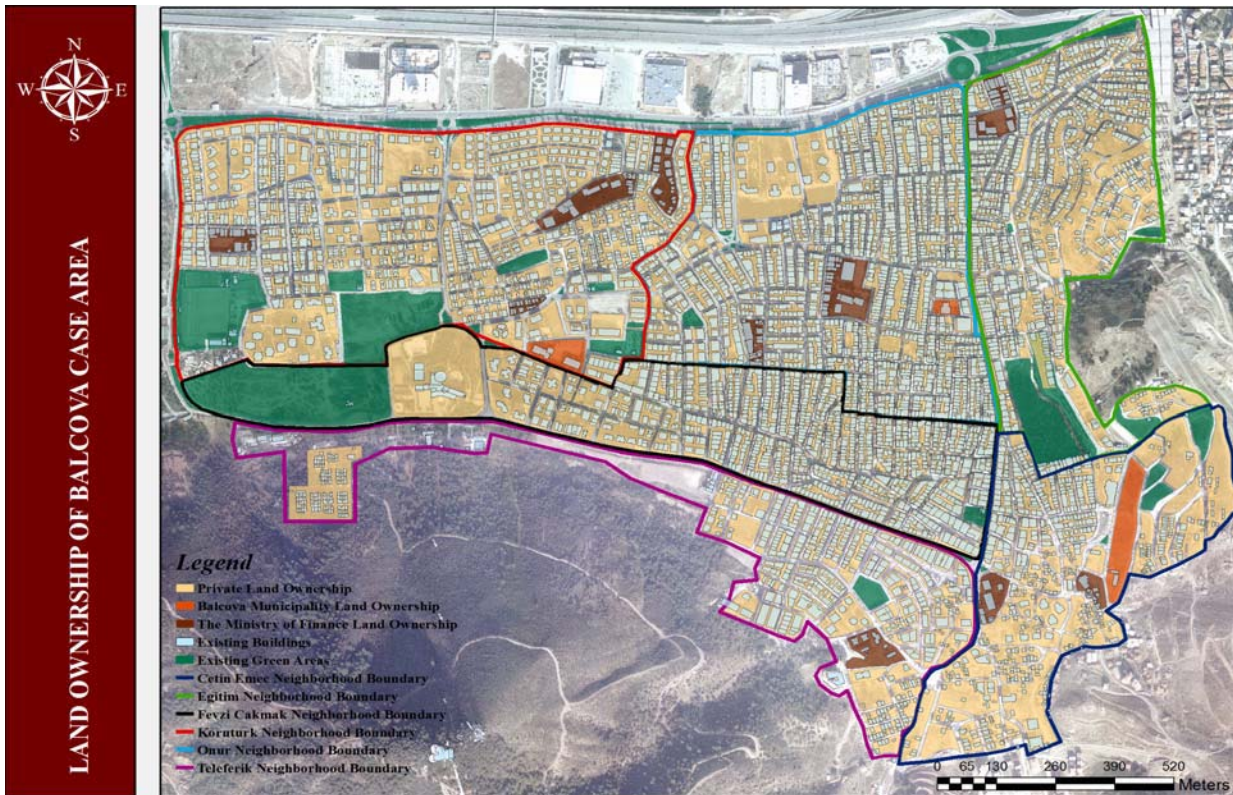 N
W E
S
LAND OWNERSHIP OF BALCOVA CASE AREA
Legend
Private Land Ownership
Balcova Municipality Land Ownership
The Ministry of Finance Land Ownership
Existing Buildings
Existing Green Areas
Cetin Emec Neighborhood Boundary
Egitim Neighborhood Boundary
Fevzi Cakmak Neighborhood Boundary
Koruturk Neighborhood Boundary
Onur Neighborhood Boundary
Teleferik Neighborhood Boundary
0 65 130 260 390 520
Meters